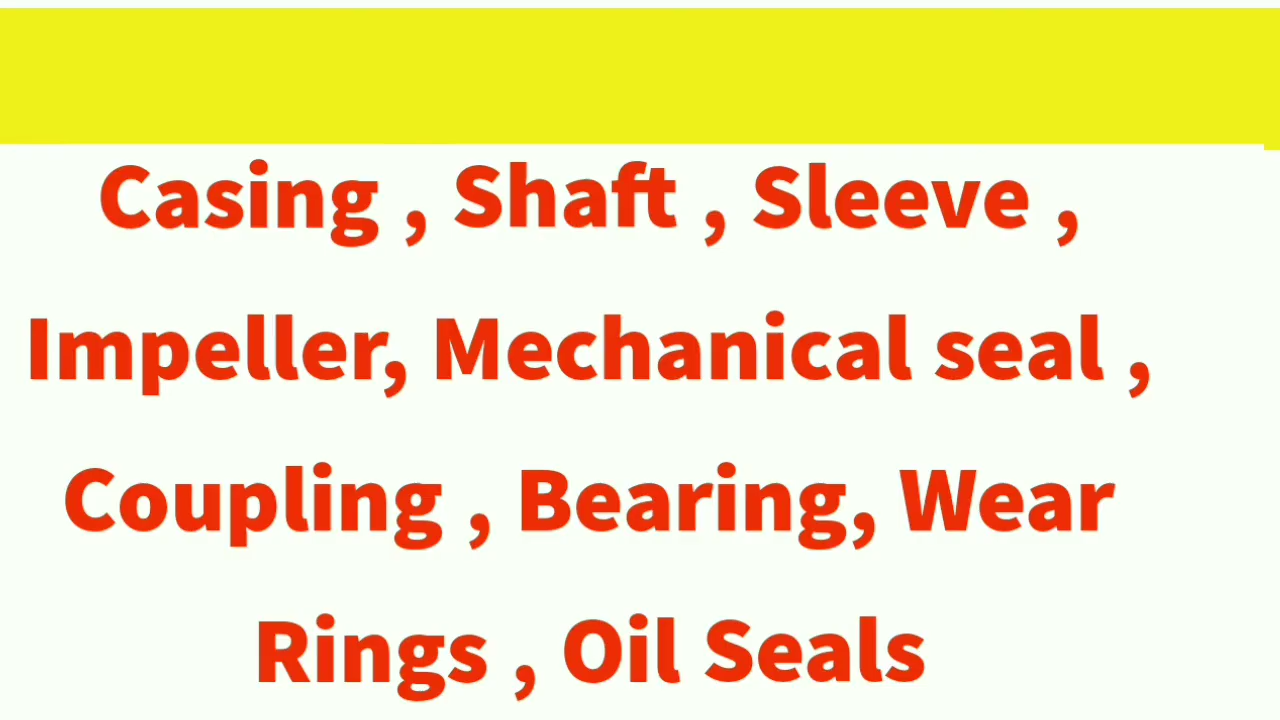 Casing , Shaft , Sleeve ,
Impeller, Mechanical seal ,
Coupling , Bearing, Wear
Rings , Oil Seals